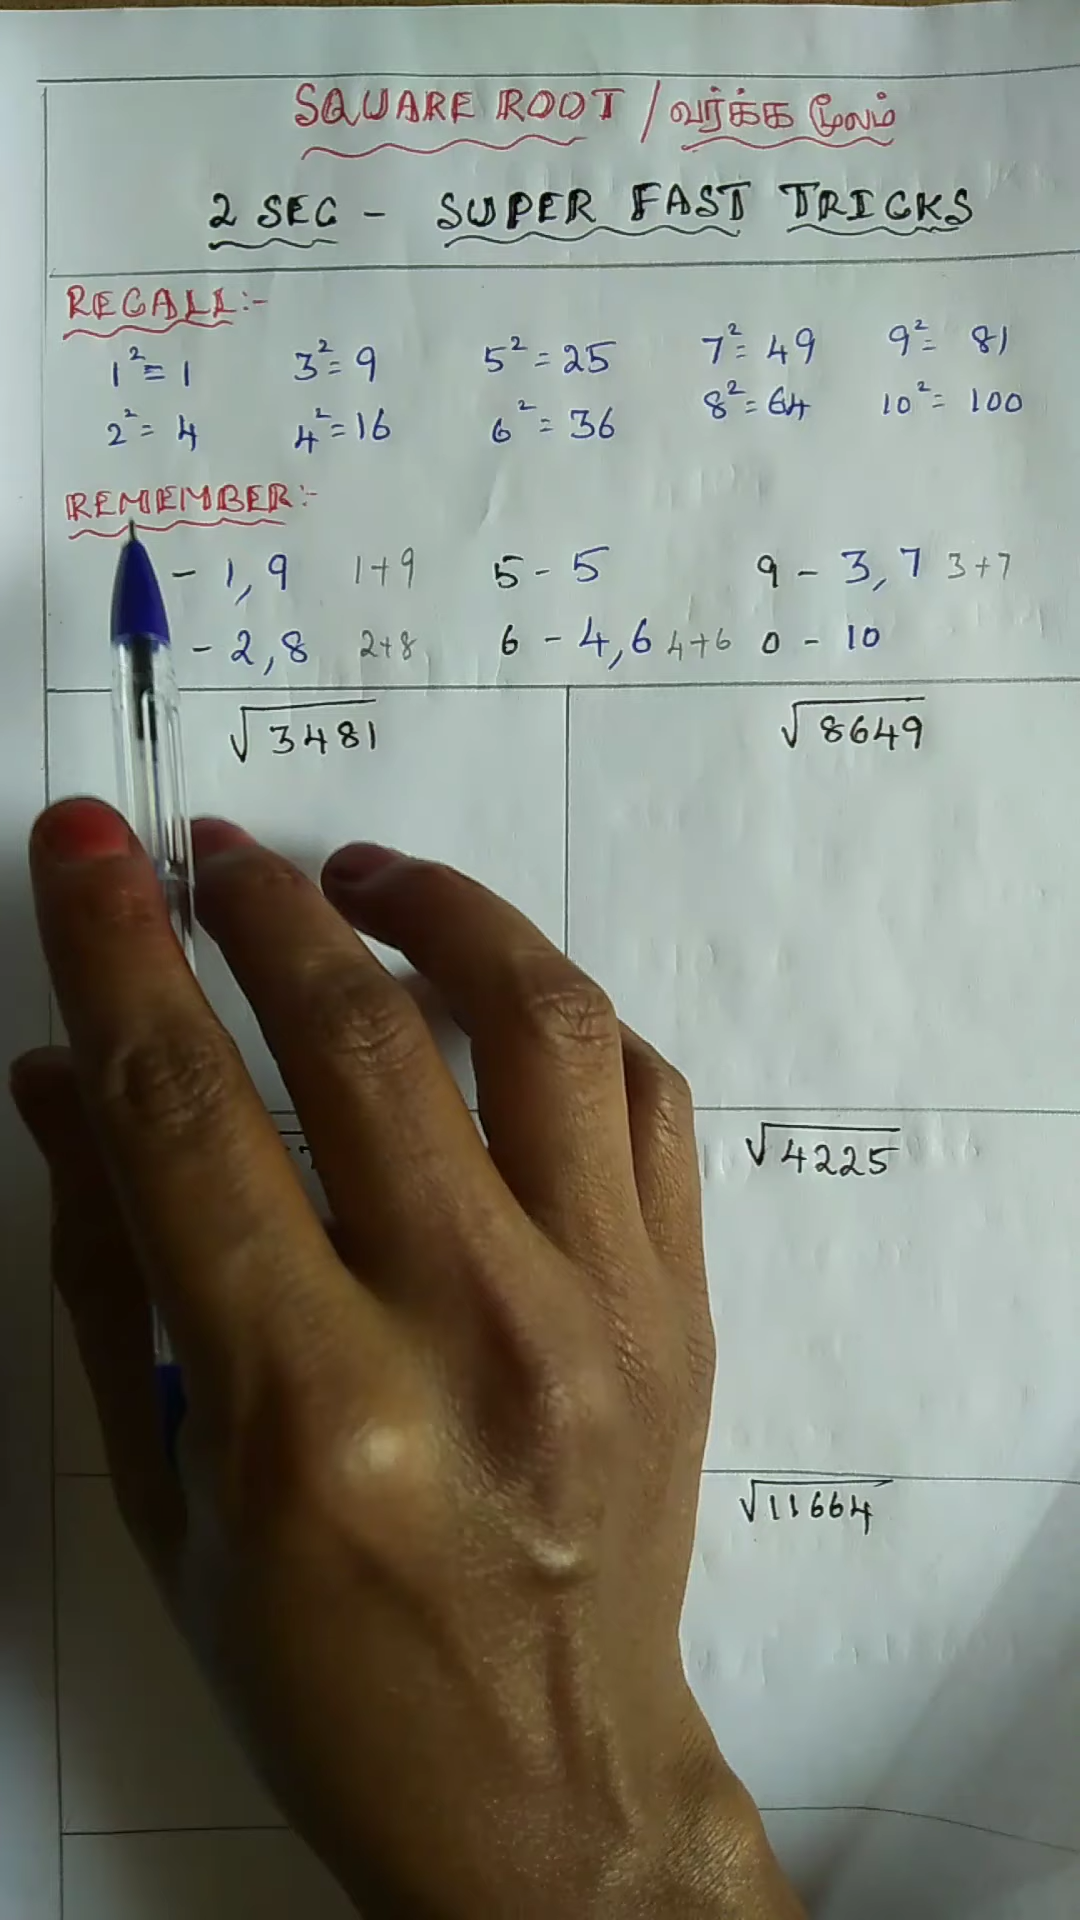 SQUARE ROOT / வர்க்க மூலம்
2 SEC - SUPER FAST TRICKS
RECALL:-
1²=1 3²=9 5²=25 7²=49 9²= 81
2²=4 4²=16 6²=36 8²=64 10²=100
REMEMBER:-
- 1,9 1+9 5-5 9-3,7 3+7
- 2,8 2+8 6-4,6 4+6 0-10
√3481 √8649
√4225
√11664